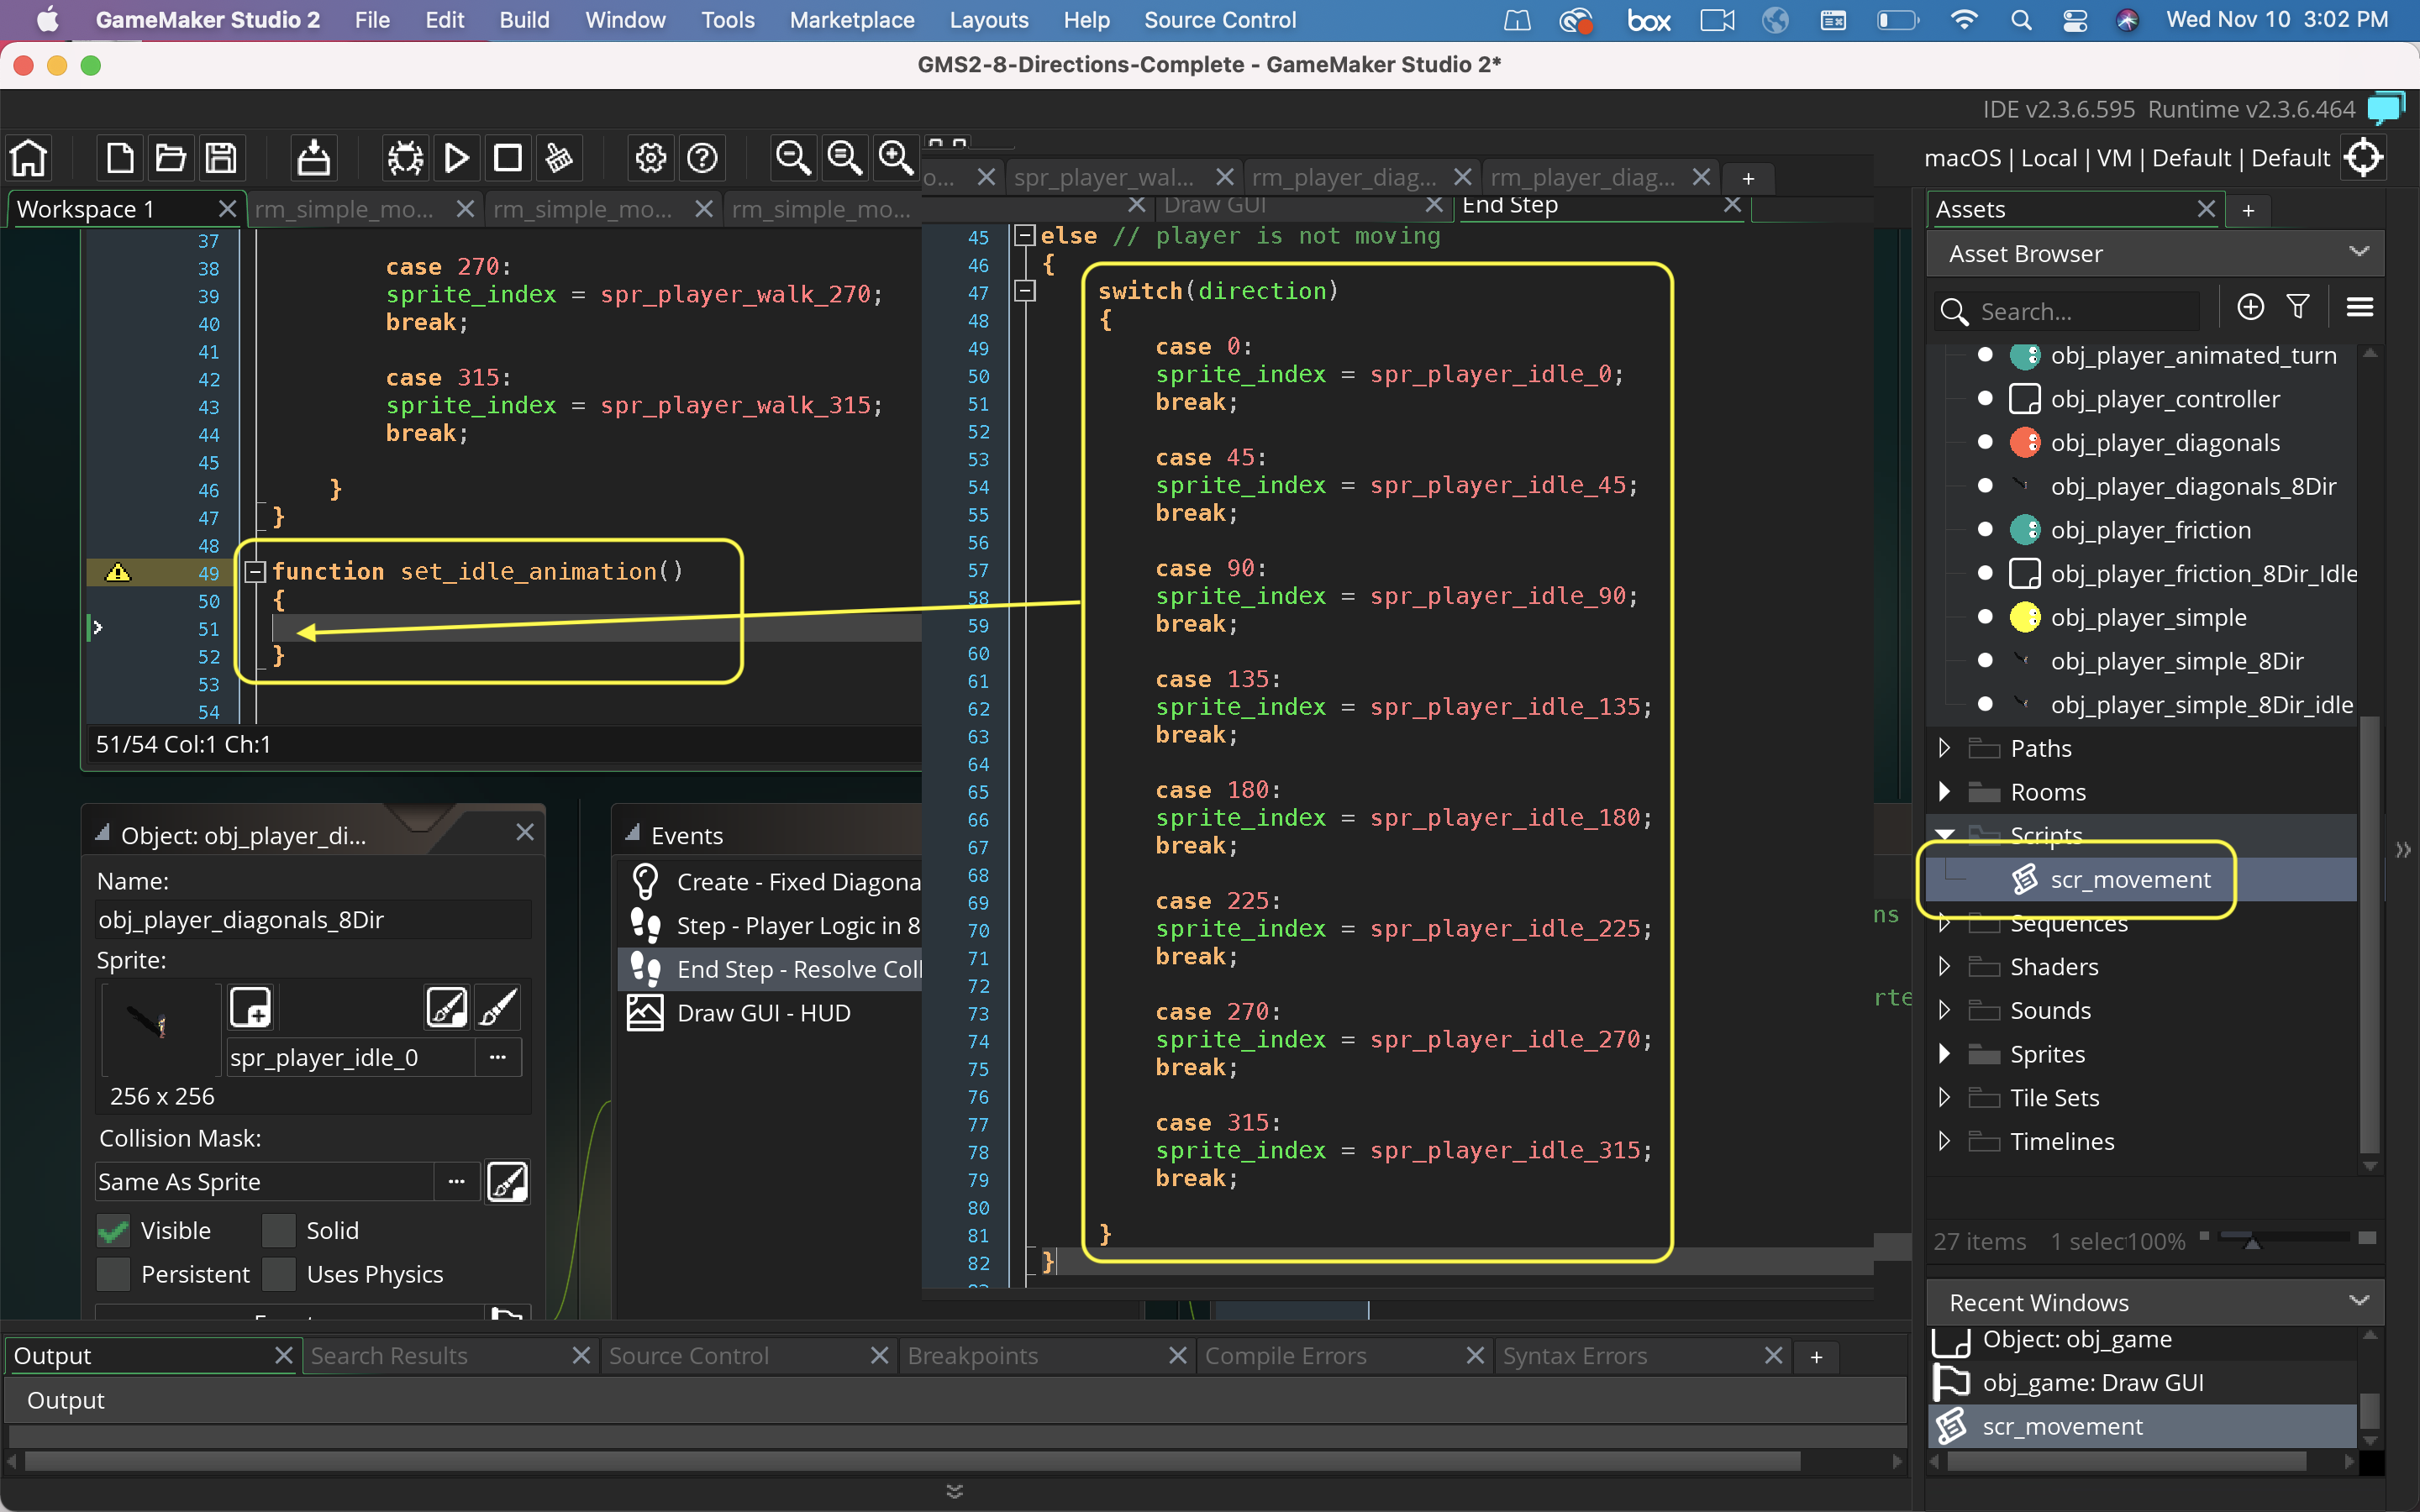 GameMaker Studio 2 File Edit Build Window Tools Marketplace Layouts Help Source Control box Wed Nov 10 3:02 PM
GMS2-8-Directions-Complete - GameMaker Studio 2*
IDE v2.3.6.595 Runtime v2.3.6.464
macOS | Local | VM | Default | Default
Workspace 1 rm_simple_mo... rm_simple_mo... rm_simple_mo...
37
38 case 270:
39 sprite_index = spr_player_walk_270;
40 break;
41
42 case 315:
43 sprite_index = spr_player_walk_315;
44 break;
45
46 }
47 }
48
49 function set_idle_animation()
50 {
51
52 }
53
54
51/54 Col:1 Ch:1
o... spr_player_wal... rm_player_diag... rm_player_diag... +
Draw GUI End Step
45 else // player is not moving
46 {
47 switch(direction)
48 {
49 case 0:
50 sprite_index = spr_player_idle_0;
51 break;
52
53 case 45:
54 sprite_index = spr_player_idle_45;
55 break;
56
57 case 90:
58 sprite_index = spr_player_idle_90;
59 break;
60
61 case 135:
62 sprite_index = spr_player_idle_135;
63 break;
64
65 case 180:
66 sprite_index = spr_player_idle_180;
67 break;
68
69 case 225:
70 sprite_index = spr_player_idle_225;
71 break;
72
73 case 270:
74 sprite_index = spr_player_idle_270;
75 break;
76
77 case 315:
78 sprite_index = spr_player_idle_315;
79 break;
80
81 }
82 }
Object: obj_player_di...
Name:
obj_player_diagonals_8Dir
Sprite:
spr_player_idle_0 ...
256 x 256
Collision Mask:
Same As Sprite ...
Visible Solid
Persistent Uses Physics
Events
Create - Fixed Diagona
Step - Player Logic in 8
End Step - Resolve Coll
Draw GUI - HUD
ns
rte
Assets +
Asset Browser
Search...
obj_player_animated_turn
obj_player_controller
obj_player_diagonals
obj_player_diagonals_8Dir
obj_player_friction
obj_player_friction_8Dir_Idle
obj_player_simple
obj_player_simple_8Dir
obj_player_simple_8Dir_idle
Paths
Rooms
Scripts
scr_movement
Sequences
Shaders
Sounds
Sprites
Tile Sets
Timelines
27 items 1 selec 100%
Recent Windows
Object: obj_game
obj_game: Draw GUI
scr_movement
Output Search Results Source Control Breakpoints Compile Errors Syntax Errors +
Output